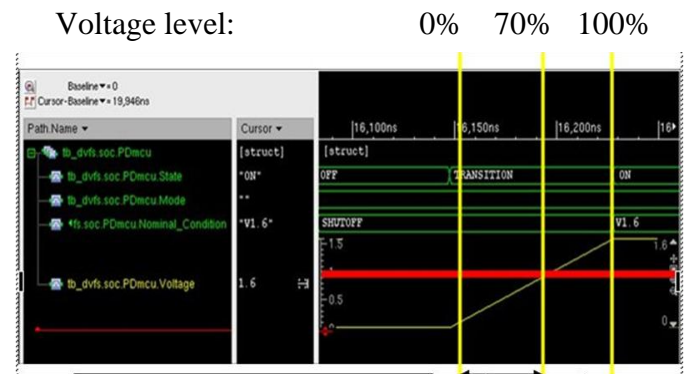 Voltage level: 0% 70% 100%
Baseline▼=0
Cursor-Baseline▼=19,946ns
Path.Name▼ Cursor▼ 16,100ns 16,150ns 16,200ns 16
tb_dvfs.soc.PDmcu [struct] [struct]
tb_dvfs.soc.PDmcu.State "ON" OFF TRANSITION ON
tb_dvfs.soc.PDmcu.Mode ""
fs.soc.PDmcu.Nominal_Condition "V1.6" SHUTOFF V1.6
1.5 1.6
tb_dvfs.soc.PDmcu.Voltage 1.6
0.5
0